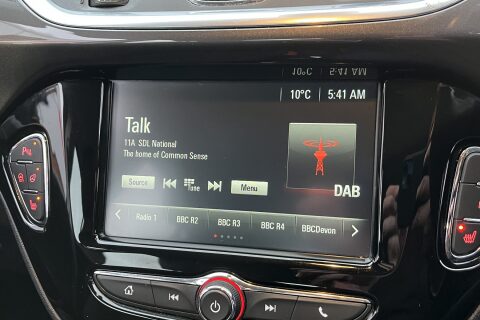 10°C 5:41 AM
Talk
11A SDL National
The home of Common Sense
Source
Tune
Menu
DAB
Radio 1 BBC R2 BBC R3 BBC R4 BBCDevon
P